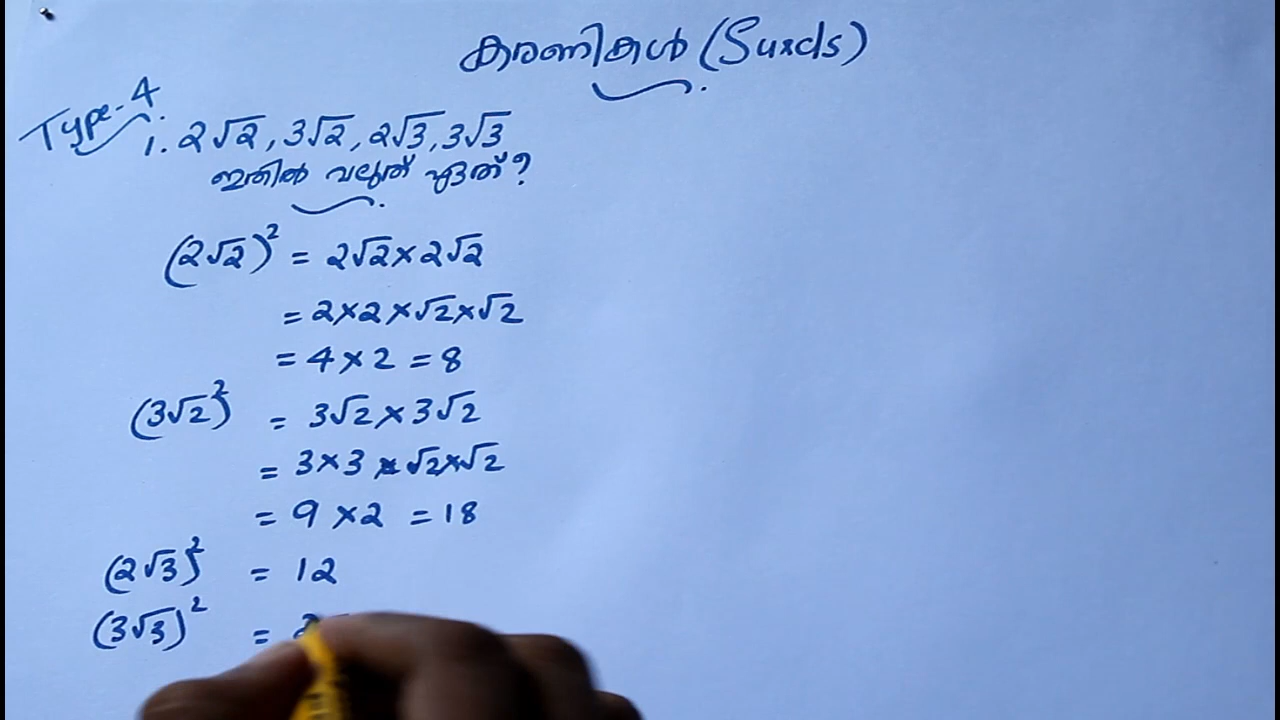 കരണികൾ (Surds)
Type-4
1. 2√2, 3√2, 2√3, 3√3
ഇതിൽ വലുത് ഏത്?
(2√2)² = 2√2×2√2
= 2×2×√2×√2
= 4×2 = 8
(3√2)² = 3√2×3√2
= 3×3×√2×√2
= 9×2 = 18
(2√3)² = 12
(3√3)² = 2